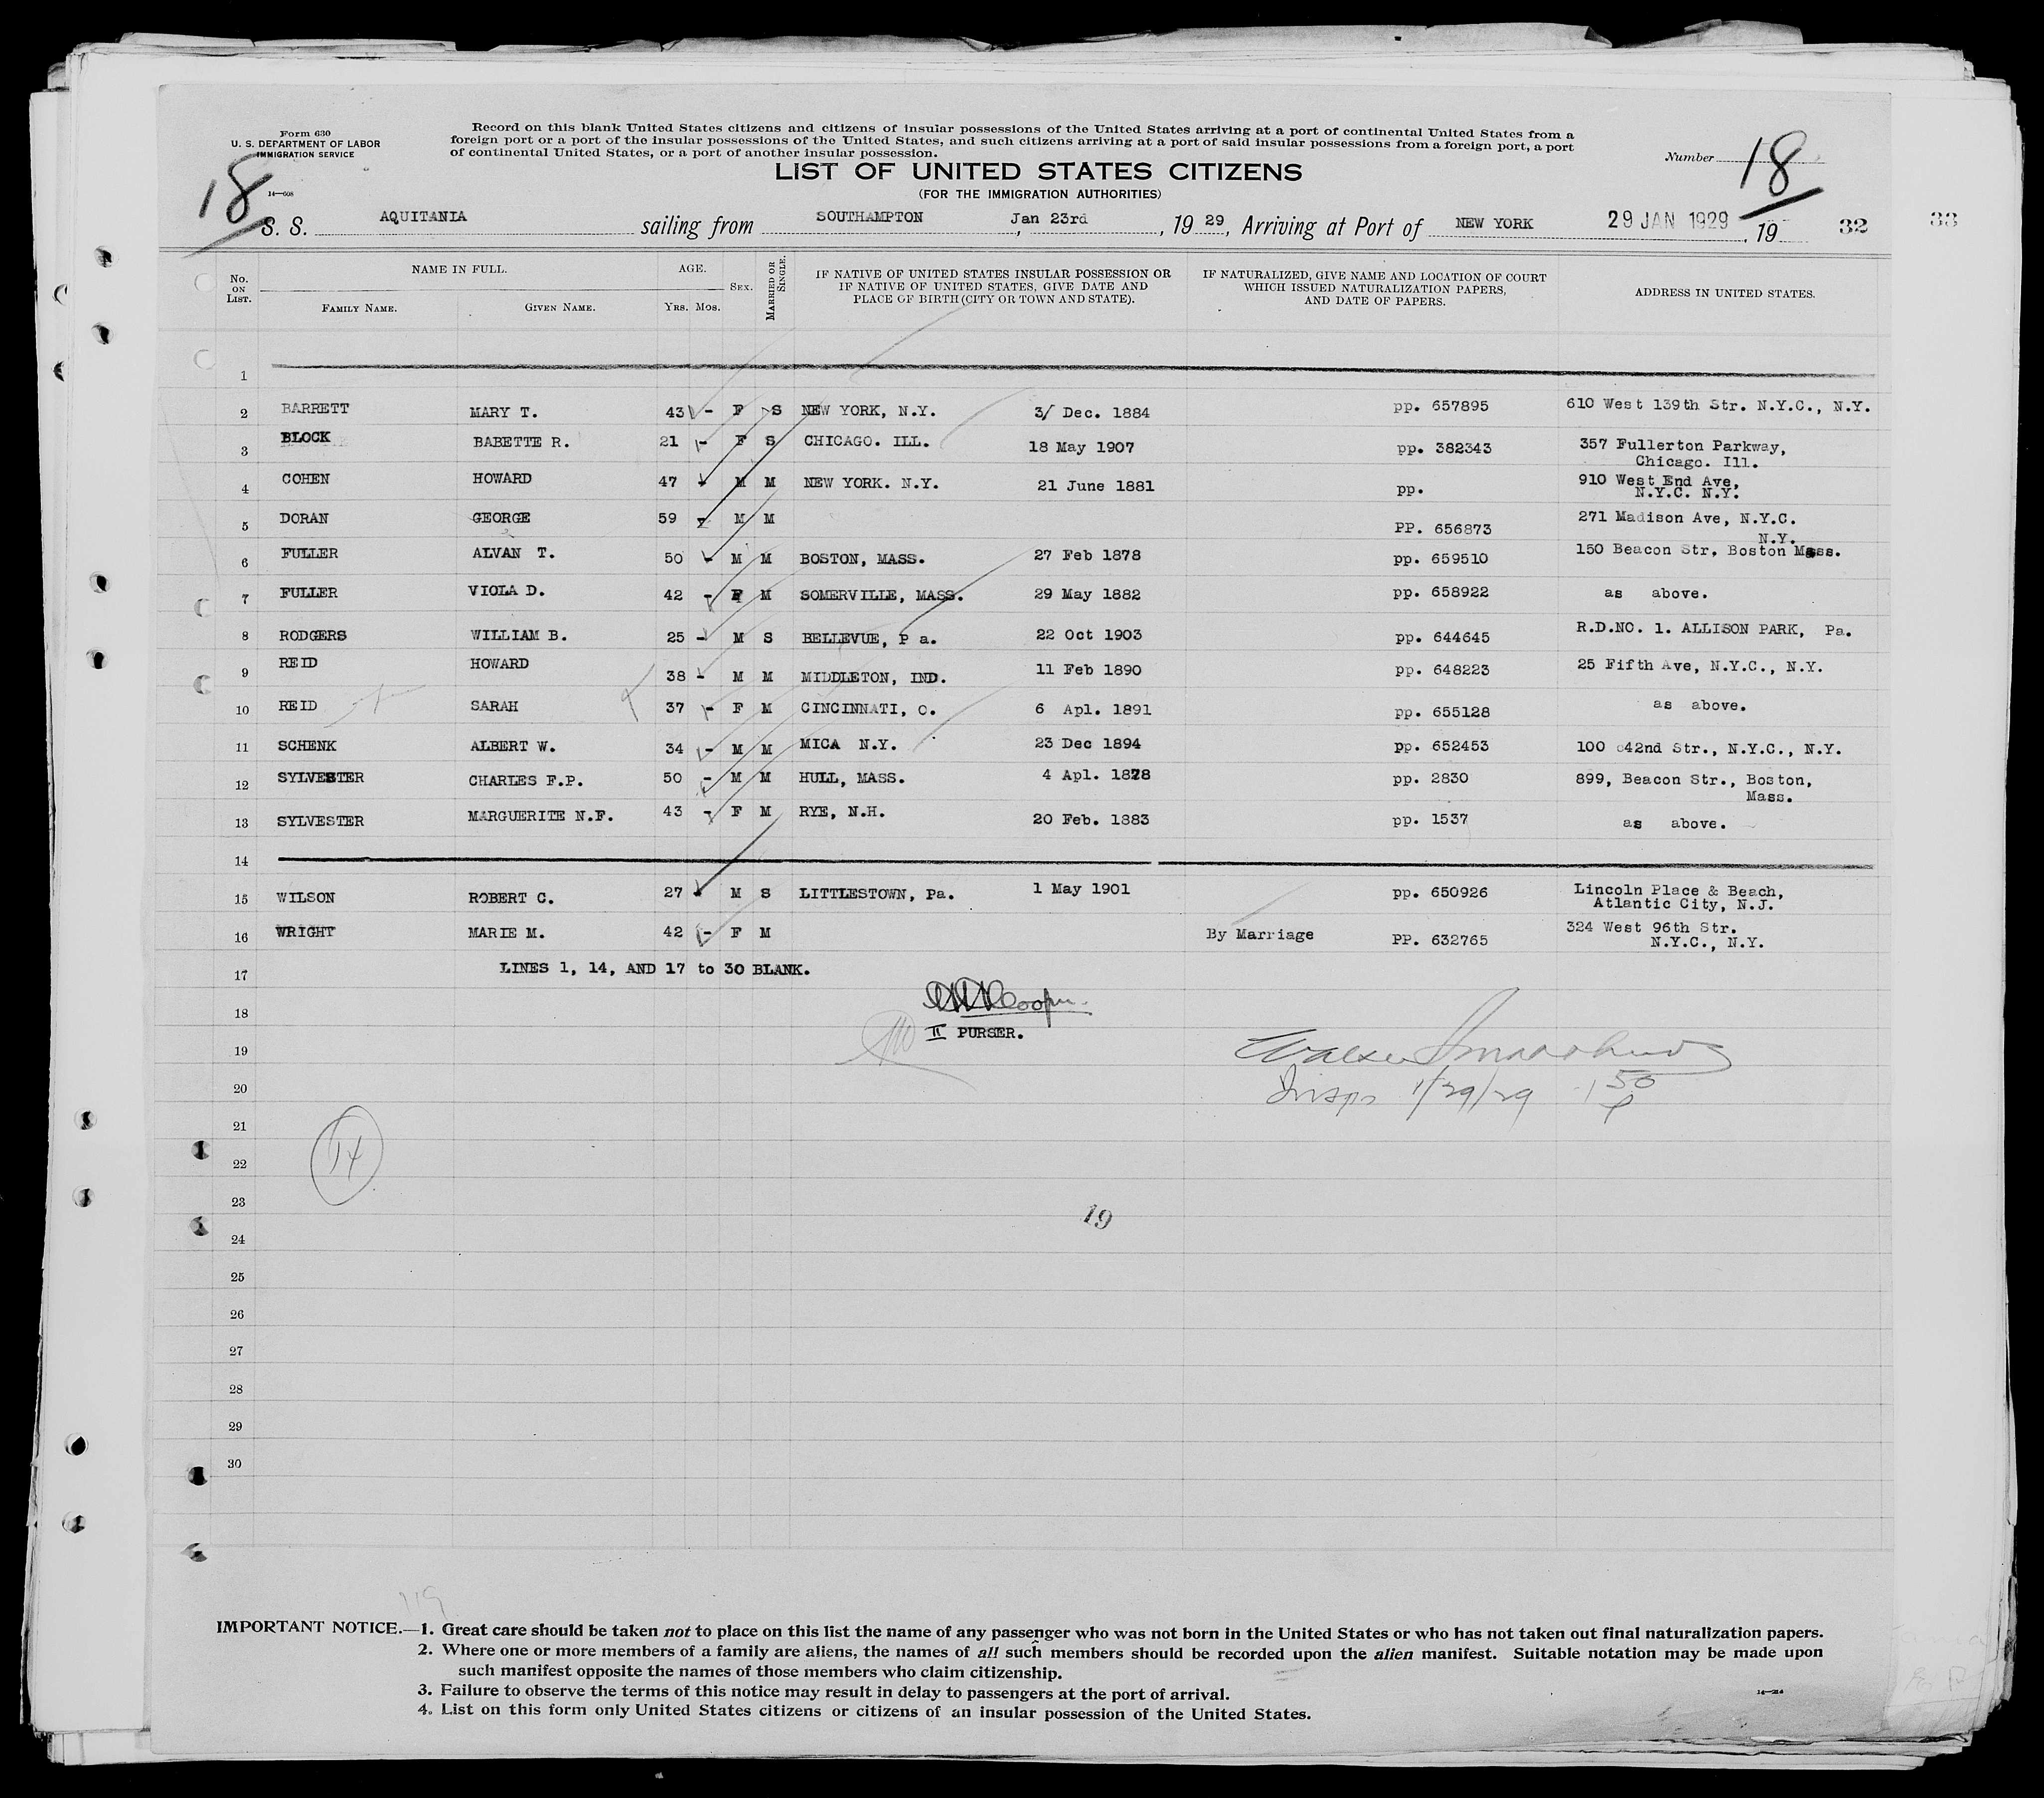 Form 630
U. S. DEPARTMENT OF LABOR
IMMIGRATION SERVICE
14—608
Record on this blank United States citizens and citizens of insular possessions of the United States arriving at a port of continental United States from a
foreign port or a port of the insular possessions of the United States, and such citizens arriving at a port of said insular possessions from a foreign port, a port
of continental United States, or a port of another insular possession.
Number 18
18
LIST OF UNITED STATES CITIZENS
(FOR THE IMMIGRATION AUTHORITIES)
S. S. AQUITANIA sailing from SOUTHAMPTON, Jan 23rd, 19 29, Arriving at Port of NEW YORK 29 JAN 1929, 19 32 33
No. ON LIST. NAME IN FULL. AGE. SEX. MARRIED OR SINGLE. IF NATIVE OF UNITED STATES INSULAR POSSESSION OR IF NATIVE OF UNITED STATES, GIVE DATE AND PLACE OF BIRTH (CITY OR TOWN AND STATE). IF NATURALIZED, GIVE NAME AND LOCATION OF COURT WHICH ISSUED NATURALIZATION PAPERS, AND DATE OF PAPERS. ADDRESS IN UNITED STATES.
FAMILY NAME. GIVEN NAME. YRS. MOS.
1
2 BARRETT MARY T. 43 - F S NEW YORK, N.Y. 3/ Dec. 1884 pp. 657895 610 West 139th Str. N.Y.C., N.Y.
3 BLOCK BABETTE R. 21 - F S CHICAGO. ILL. 18 May 1907 pp. 382343 357 Fullerton Parkway,
Chicago. Ill.
4 COHEN HOWARD 47 - M M NEW YORK. N.Y. 21 June 1881 pp. 910 West End Ave,
N.Y.C. N.Y.
5 DORAN GEORGE 59 - M M PP. 656873 271 Madison Ave, N.Y.C.
N.Y.
6 FULLER ALVAN T. 50 - M M BOSTON, MASS. 27 Feb 1878 pp. 659510 150 Beacon Str, Boston Mass.
7 FULLER VIOLA D. 42 - F M SOMERVILLE, MASS. 29 May 1882 pp. 658922 as above.
8 RODGERS WILLIAM B. 25 - M S BELLEVUE, P a. 22 Oct 1903 pp. 644645 R.D.NO. 1. ALLISON PARK, Pa.
9 REID HOWARD 38 - M M MIDDLETON, IND. 11 Feb 1890 pp. 648223 25 Fifth Ave, N.Y.C., N.Y.
10 REID SARAH 37 - F M CINCINNATI, O. 6 Apl. 1891 pp. 655128 as above.
11 SCHENK ALBERT W. 34 - M M MICA N.Y. 23 Dec 1894 pp. 652453 100 42nd Str., N.Y.C., N.Y.
12 SYLVESTER CHARLES F.P. 50 - M M HULL, MASS. 4 Apl. 1878 pp. 2830 899, Beacon Str., Boston,
Mass.
13 SYLVESTER MARGUERITE N.F. 43 - F M RYE, N.H. 20 Feb. 1883 pp. 1537 as above.
14
15 WILSON ROBERT C. 27 - M S LITTLESTOWN, Pa. 1 May 1901 pp. 650926 Lincoln Place & Beach,
Atlantic City, N.J.
16 WRIGHT MARIE M. 42 - F M By Marriage PP. 632765 324 West 96th Str.
N.Y.C., N.Y.
17 LINES 1, 14, AND 17 to 30 BLANK.
18
II PURSER.
19
20 1/29/29
21
22
23
19
24
25
26
27
28
29
30
IMPORTANT NOTICE.—1. Great care should be taken not to place on this list the name of any passenger who was not born in the United States or who has not taken out final naturalization papers.
2. Where one or more members of a family are aliens, the names of all such members should be recorded upon the alien manifest. Suitable notation may be made upon
such manifest opposite the names of those members who claim citizenship.
3. Failure to observe the terms of this notice may result in delay to passengers at the port of arrival.
4. List on this form only United States citizens or citizens of an insular possession of the United States.